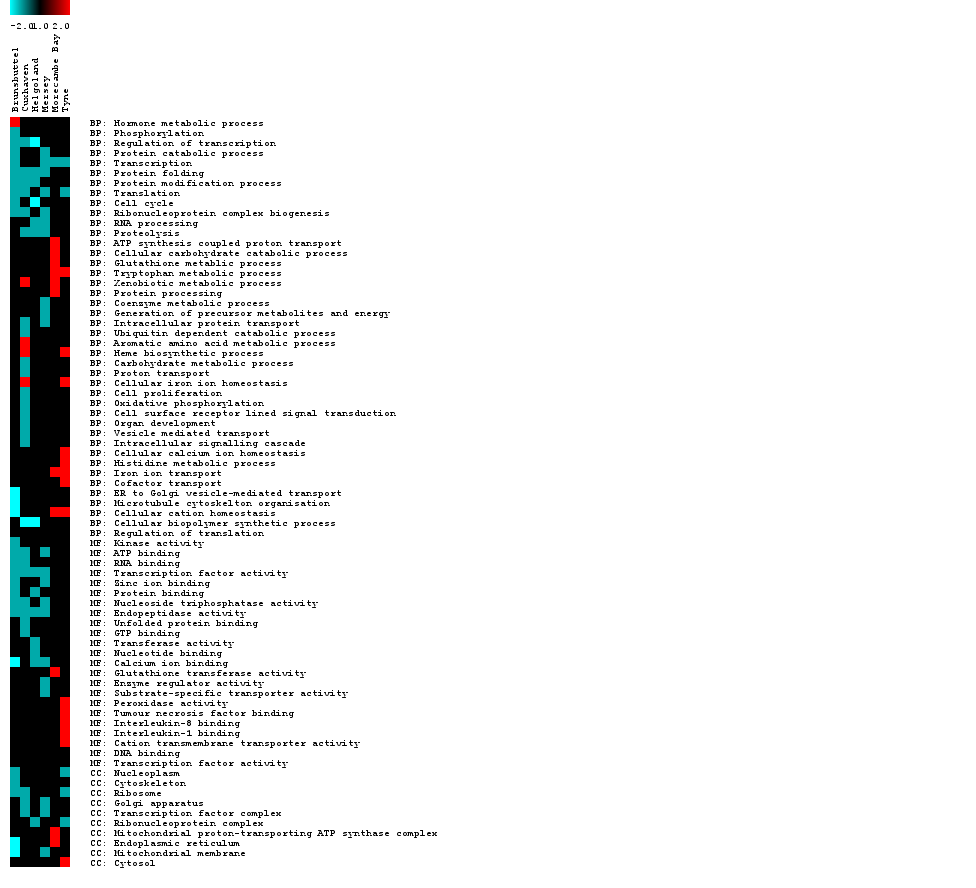 -2.0 1.0 2.0
Brunsbuttel
Cuxhaven
Helgoland
Mersey
Morecambe Bay
Tyne
BP: Hormone metabolic process
BP: Phosphorylation
BP: Regulation of transcription
BP: Protein catabolic process
BP: Transcription
BP: Protein folding
BP: Protein modification process
BP: Translation
BP: Cell cycle
BP: Ribonucleoprotein complex biogenesis
BP: RNA processing
BP: Proteolysis
BP: ATP synthesis coupled proton transport
BP: Cellular carbohydrate catabolic process
BP: Glutathione metablic process
BP: Tryptophan metabolic process
BP: Xenobiotic metabolic process
BP: Protein processing
BP: Coenzyme metabolic process
BP: Generation of precursor metabolites and energy
BP: Intracellular protein transport
BP: Ubiquitin dependent catabolic process
BP: Aromatic amino acid metabolic process
BP: Heme biosynthetic process
BP: Carbohydrate metabolic process
BP: Proton transport
BP: Cellular iron ion homeostasis
BP: Cell proliferation
BP: Oxidative phosphorylation
BP: Cell surface receptor lined signal transduction
BP: Organ development
BP: Vesicle mediated transport
BP: Intracellular signalling cascade
BP: Cellular calcium ion homeostasis
BP: Histidine metabolic process
BP: Iron ion transport
BP: Cofactor transport
BP: ER to Golgi vesicle-mediated transport
BP: Microtubule cytoskelton organisation
BP: Cellular cation homeostasis
BP: Cellular biopolymer synthetic process
BP: Regulation of translation
MF: Kinase activity
MF: ATP binding
MF: RNA binding
MF: Transcription factor activity
MF: Zinc ion binding
MF: Protein binding
MF: Nucleoside triphosphatase activity
MF: Endopeptidase activity
MF: Unfolded protein binding
MF: GTP binding
MF: Transferase activity
MF: Nucleotide binding
MF: Calcium ion binding
MF: Glutathione transferase activity
MF: Enzyme regulator activity
MF: Substrate-specific transporter activity
MF: Peroxidase activity
MF: Tumour necrosis factor binding
MF: Interleukin-8 binding
MF: Interleukin-1 binding
MF: Cation transmembrane transporter activity
MF: DNA binding
MF: Transcription factor activity
CC: Nucleoplasm
CC: Cytoskeleton
CC: Ribosome
CC: Golgi apparatus
CC: Transcription factor complex
CC: Ribonucleoprotein complex
CC: Mitochondrial proton-transporting ATP synthase complex
CC: Endoplasmic reticulum
CC: Mitochondrial membrane
CC: Cytosol